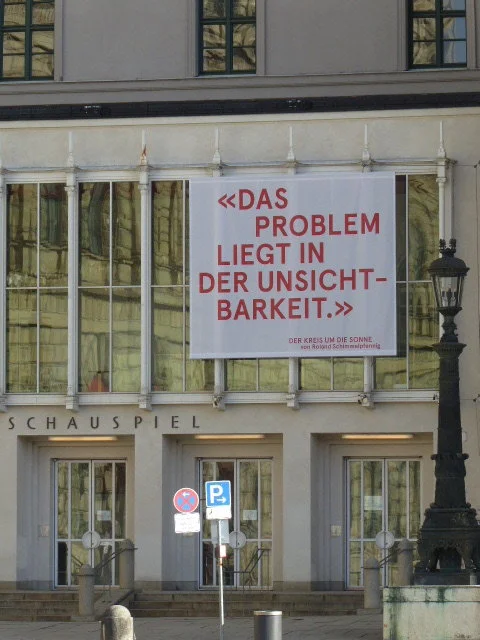 «DAS
PROBLEM
LIEGT IN
DER UNSICHT-
BARKEIT.»
DER KREIS UM DIE SONNE
von Roland Schimmelpfennig
SCHAUSPIEL
P